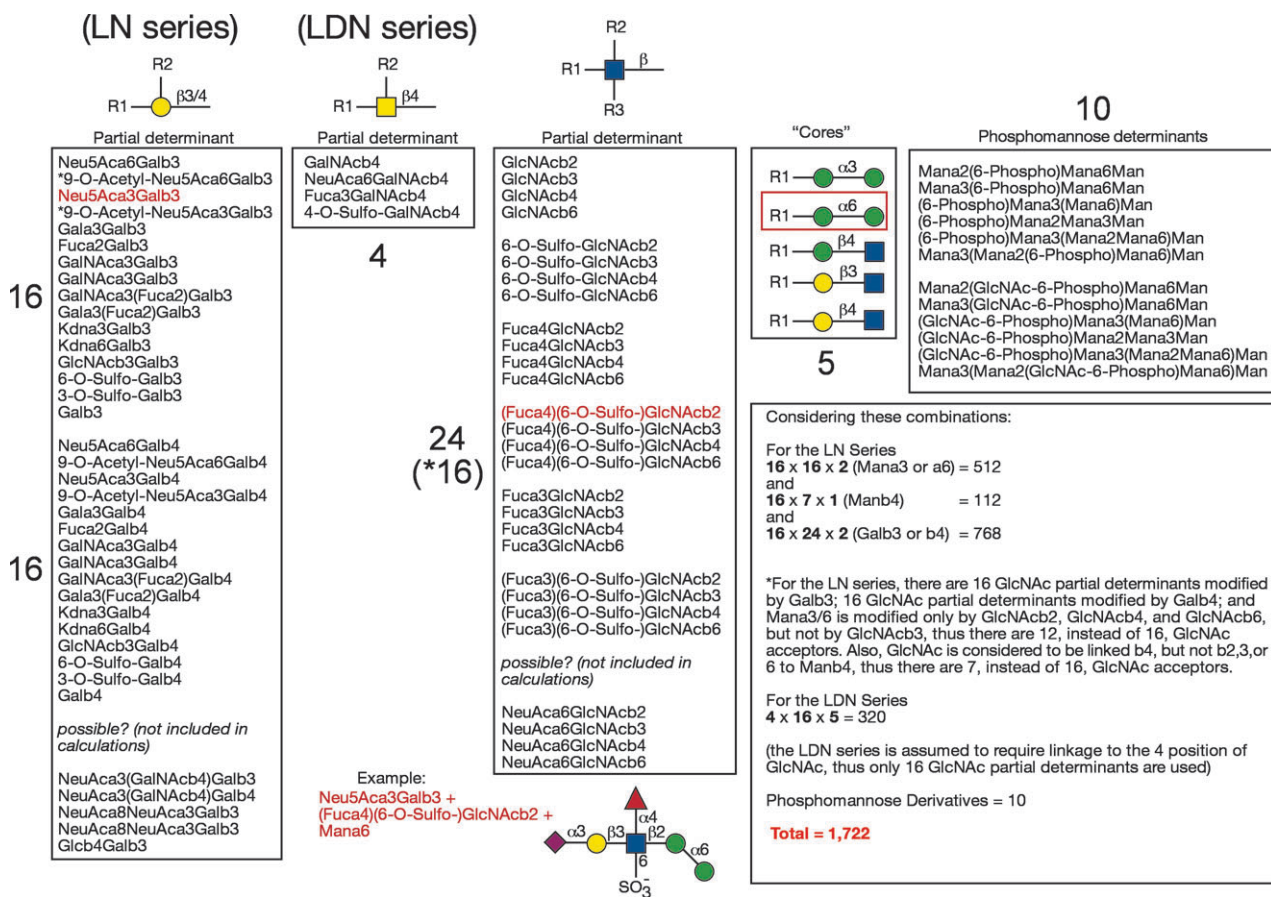 (LN series)
R2
R1
β3/4
Partial determinant
Neu5Aca6Galb3
*9-O-Acetyl-Neu5Aca6Galb3
Neu5Aca3Galb3
*9-O-Acetyl-Neu5Aca3Galb3
Gala3Galb3
Fuca2Galb3
GalNAca3Galb3
GalNAca3Galb3
GalNAca3(Fuca2)Galb3
Gala3(Fuca2)Galb3
Kdna3Galb3
Kdna6Galb3
GlcNAcb3Galb3
6-O-Sulfo-Galb3
3-O-Sulfo-Galb3
Galb3
16
Neu5Aca6Galb4
9-O-Acetyl-Neu5Aca6Galb4
Neu5Aca3Galb4
9-O-Acetyl-Neu5Aca3Galb4
Gala3Galb4
Fuca2Galb4
GalNAca3Galb4
GalNAca3Galb4
GalNAca3(Fuca2)Galb4
Gala3(Fuca2)Galb4
Kdna3Galb4
Kdna6Galb4
GlcNAcb3Galb4
6-O-Sulfo-Galb4
3-O-Sulfo-Galb4
Galb4
16
possible? (not included in
calculations)
NeuAca3(GalNAcb4)Galb3
NeuAca3(GalNAcb4)Galb4
NeuAca8NeuAca3Galb3
NeuAca8NeuAca3Galb3
Glcb4Galb3
(LDN series)
R2
R1
β4
Partial determinant
GalNAcb4
NeuAca6GalNAcb4
Fuca3GalNAcb4
4-O-Sulfo-GalNAcb4
4
R2
R1
β
R3
Partial determinant
GlcNAcb2
GlcNAcb3
GlcNAcb4
GlcNAcb6
6-O-Sulfo-GlcNAcb2
6-O-Sulfo-GlcNAcb3
6-O-Sulfo-GlcNAcb4
6-O-Sulfo-GlcNAcb6
Fuca4GlcNAcb2
Fuca4GlcNAcb3
Fuca4GlcNAcb4
Fuca4GlcNAcb6
(Fuca4)(6-O-Sulfo-)GlcNAcb2
(Fuca4)(6-O-Sulfo-)GlcNAcb3
(Fuca4)(6-O-Sulfo-)GlcNAcb4
(Fuca4)(6-O-Sulfo-)GlcNAcb6
24
(*16)
Fuca3GlcNAcb2
Fuca3GlcNAcb3
Fuca3GlcNAcb4
Fuca3GlcNAcb6
(Fuca3)(6-O-Sulfo-)GlcNAcb2
(Fuca3)(6-O-Sulfo-)GlcNAcb3
(Fuca3)(6-O-Sulfo-)GlcNAcb4
(Fuca3)(6-O-Sulfo-)GlcNAcb6
possible? (not included in
calculations)
NeuAca6GlcNAcb2
NeuAca6GlcNAcb3
NeuAca6GlcNAcb4
NeuAca6GlcNAcb6
Example:
Neu5Aca3Galb3 +
(Fuca4)(6-O-Sulfo-)GlcNAcb2 +
Mana6
α4
α3 β3 β2 α6
6
SO3-
"Cores"
R1 α3
R1 α6
R1 β4
R1 β3
R1 β4
5
10
Phosphomannose determinants
Mana2(6-Phospho)Mana6Man
Mana3(6-Phospho)Mana6Man
(6-Phospho)Mana3(Mana6)Man
(6-Phospho)Mana2Mana3Man
(6-Phospho)Mana3(Mana2Mana6)Man
Mana3(Mana2(6-Phospho)Mana6)Man
Mana2(GlcNAc-6-Phospho)Mana6Man
Mana3(GlcNAc-6-Phospho)Mana6Man
(GlcNAc-6-Phospho)Mana3(Mana6)Man
(GlcNAc-6-Phospho)Mana2Mana3Man
(GlcNAc-6-Phospho)Mana3(Mana2Mana6)Man
Mana3(Mana2(GlcNAc-6-Phospho)Mana6)Man
Considering these combinations:
For the LN Series
16 x 16 x 2 (Mana3 or a6) = 512
and
16 x 7 x 1 (Manb4) = 112
and
16 x 24 x 2 (Galb3 or b4) = 768
*For the LN series, there are 16 GlcNAc partial determinants modified
by Galb3; 16 GlcNAc partial determinants modified by Galb4; and
Mana3/6 is modified only by GlcNAcb2, GlcNAcb4, and GlcNAcb6,
but not by GlcNAcb3, thus there are 12, instead of 16, GlcNAc
acceptors. Also, GlcNAc is considered to be linked b4, but not b2,3,or
6 to Manb4, thus there are 7, instead of 16, GlcNAc acceptors.
For the LDN Series
4 x 16 x 5 = 320
(the LDN series is assumed to require linkage to the 4 position of
GlcNAc, thus only 16 GlcNAc partial determinants are used)
Phosphomannose Derivatives = 10
Total = 1,722